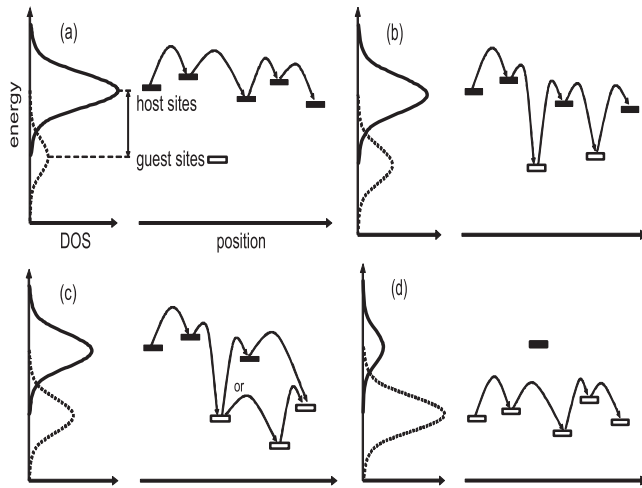 (a)
energy
host sites
guest sites
DOS
position
(b)
(c)
or
(d)